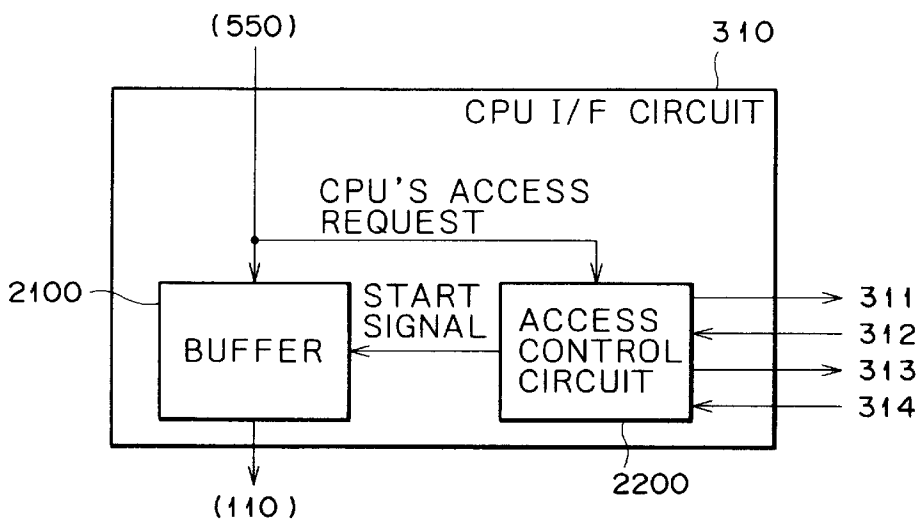 (550)
310
CPU I/F CIRCUIT
CPU'S ACCESS
REQUEST
2100
START
SIGNAL
BUFFER
ACCESS
CONTROL
CIRCUIT
311
312
313
314
(110)
2200